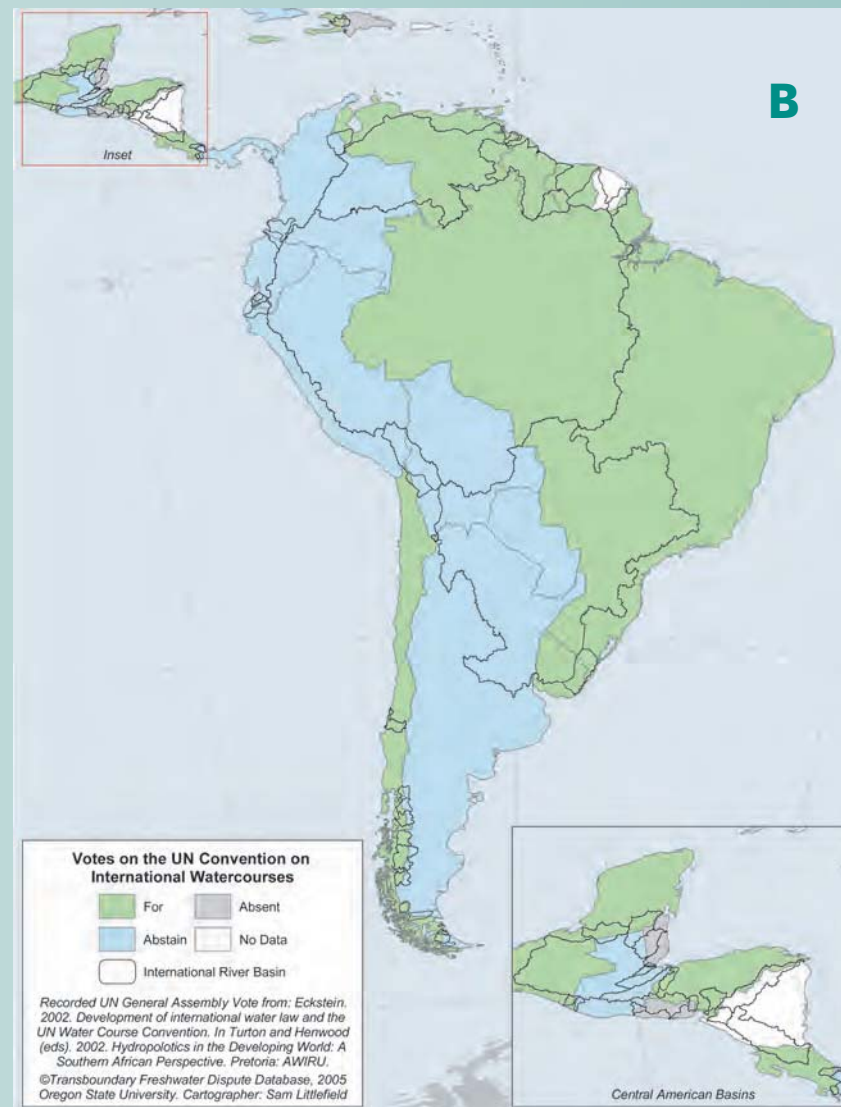 B
Inset
Votes on the UN Convention on
International Watercourses
For
Absent
Abstain
No Data
International River Basin
Recorded UN General Assembly Vote from: Eckstein.
2002. Development of international water law and the
UN Water Course Convention. In Turton and Henwood
(eds). 2002. Hydropolotics in the Developing World: A
Southern African Perspective. Pretoria: AWIRU.
©Transboundary Freshwater Dispute Database, 2005
Oregon State University. Cartographer: Sam Littlefield
Central American Basins